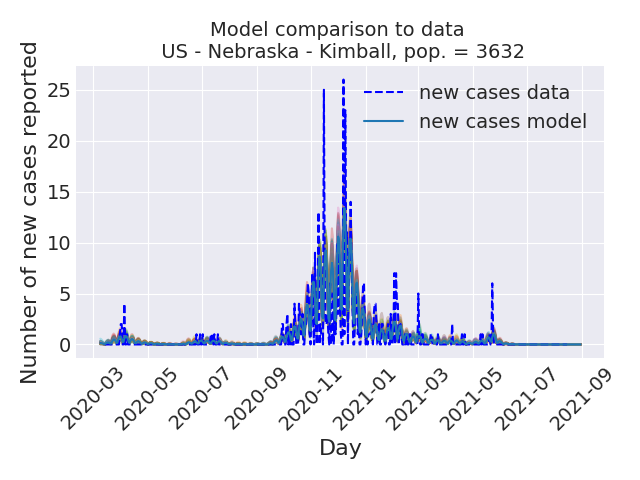 Model comparison to data
US - Nebraska - Kimball, pop. = 3632
Number of new cases reported
25
20
15
10
5
0
new cases data
new cases model
2020-03
2020-05
2020-07
2020-09
2020-11
2021-01
2021-03
2021-05
2021-07
2021-09
Day